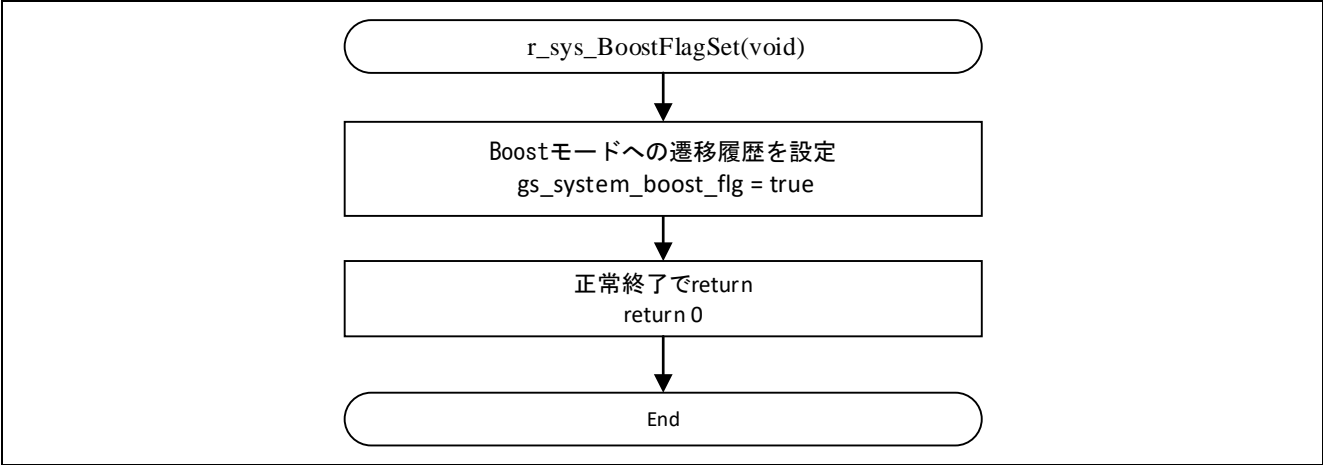 r_sys_BoostFlagSet(void)
Boostモードへの遷移履歴を設定
gs_system_boost_flg = true
正常終了でreturn
return 0
End